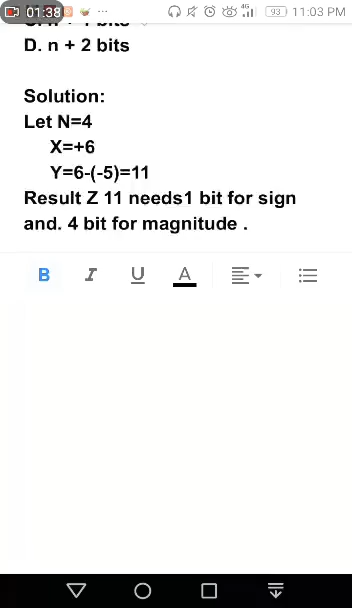 01:38
4G
93
11:03 PM
D. n + 2 bits
Solution:
Let N=4
X=+6
Y=6-(-5)=11
Result Z 11 needs1 bit for sign
and. 4 bit for magnitude .
B I U A